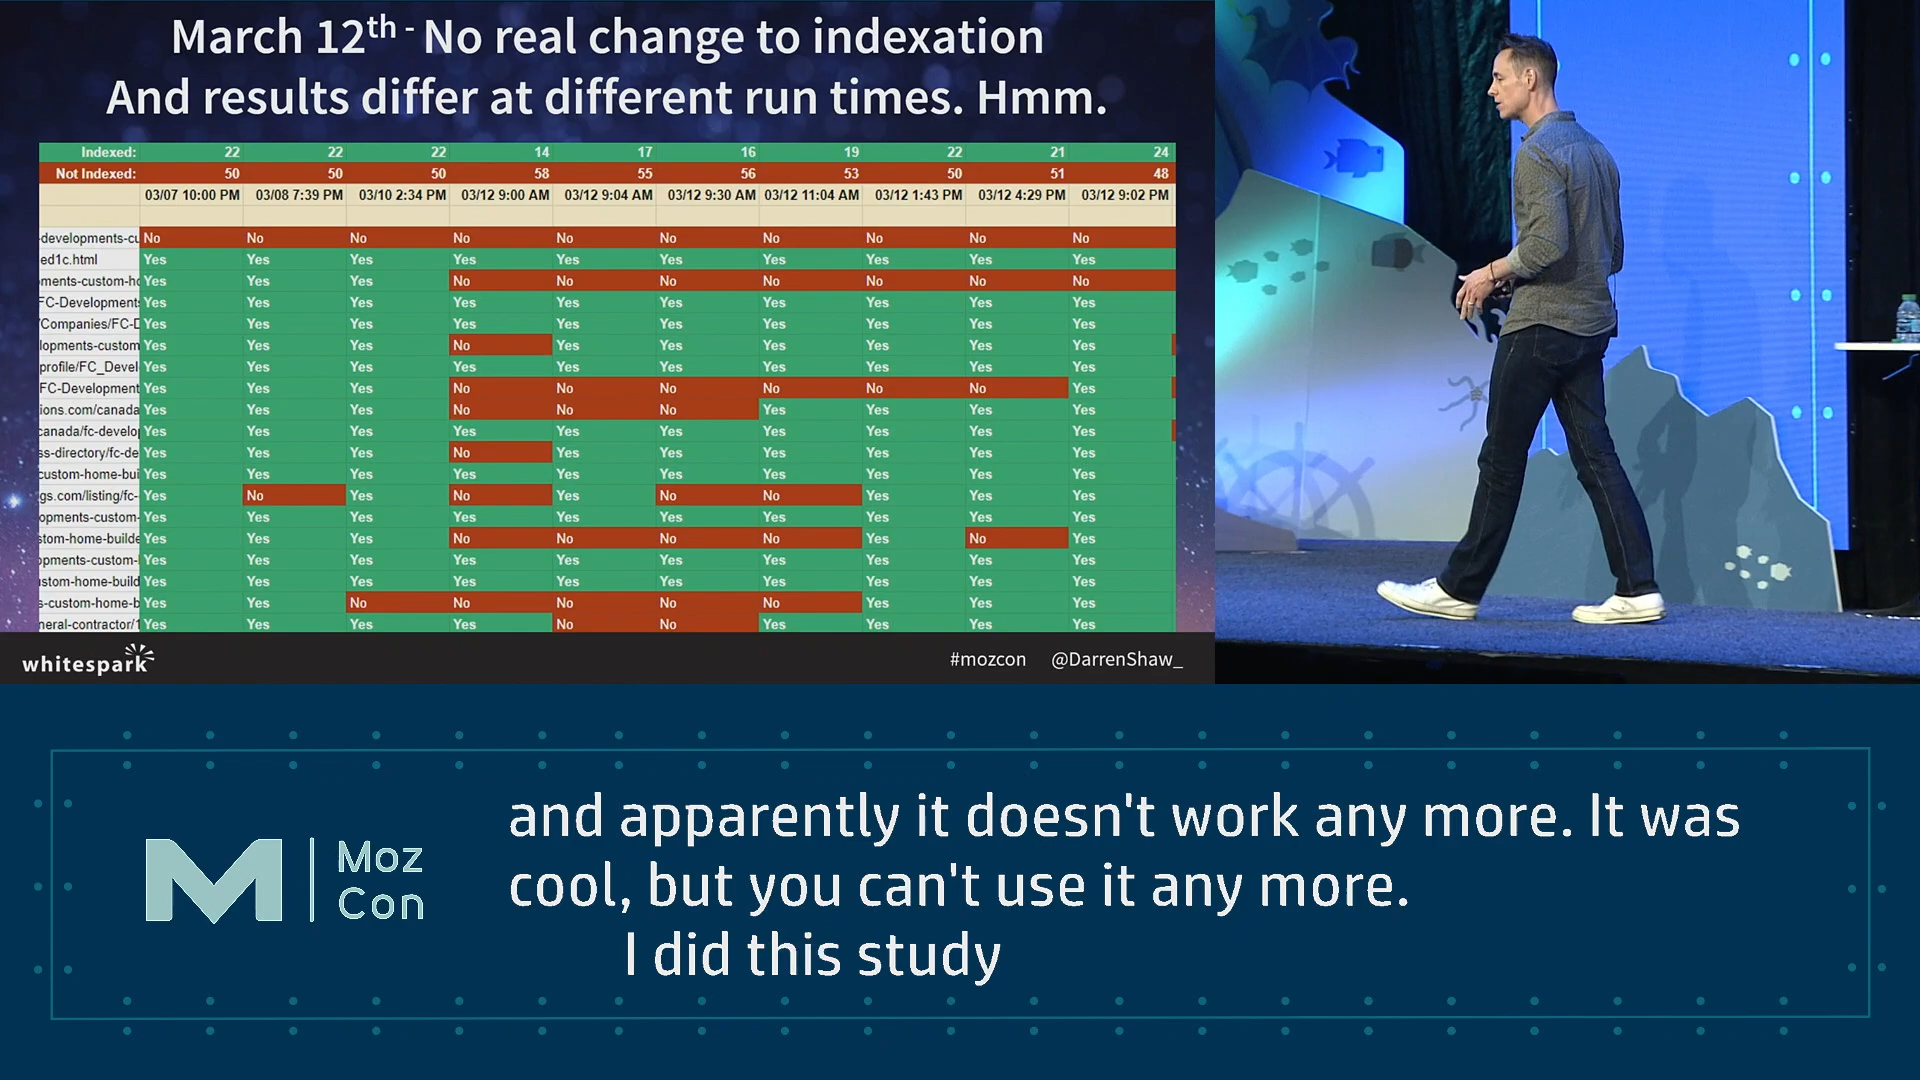 March 12th - No real change to indexation
And results differ at different run times. Hmm.
Indexed: 22 22 22 14 17 16 19 22 21 24
Not Indexed: 50 50 50 58 55 56 53 50 51 48
03/07 10:00 PM 03/08 7:39 PM 03/10 2:34 PM 03/12 9:00 AM 03/12 9:04 AM 03/12 9:30 AM 03/12 11:04 AM 03/12 1:43 PM 03/12 4:29 PM 03/12 9:02 PM
-developments-cu No No No No No No No No No No
ed1c.html Yes Yes Yes Yes Yes Yes Yes Yes Yes Yes
ments-custom-ho Yes Yes Yes No No No No No No No
FC-Developments Yes Yes Yes Yes Yes Yes Yes Yes Yes Yes
/Companies/FC-D Yes Yes Yes Yes Yes Yes Yes Yes Yes Yes
lopments-custom Yes Yes Yes No Yes Yes Yes Yes Yes Yes
profile/FC_Devel Yes Yes Yes Yes Yes Yes Yes Yes Yes Yes
FC-Development Yes Yes Yes No No No No No No Yes
ions.com/canada Yes Yes Yes No No No Yes Yes Yes Yes
canada/fc-develop Yes Yes Yes Yes Yes Yes Yes Yes Yes Yes
ss-directory/fc-de Yes Yes Yes No Yes Yes Yes Yes Yes Yes
custom-home-bui Yes Yes Yes Yes Yes Yes Yes Yes Yes Yes
gs.com/listing/fc- Yes No Yes No Yes No No Yes Yes Yes
opments-custom- Yes Yes Yes Yes Yes Yes Yes Yes Yes Yes
stom-home-builde Yes Yes Yes No No No No Yes No Yes
opments-custom- Yes Yes Yes Yes Yes Yes Yes Yes Yes Yes
ustom-home-build Yes Yes Yes Yes Yes Yes Yes Yes Yes Yes
s-custom-home-b Yes Yes No No No No No Yes Yes Yes
neral-contractor/1 Yes Yes Yes Yes No No Yes Yes Yes Yes
whitespark
#mozcon @DarrenShaw_
Moz
Con
and apparently it doesn't work any more. It was
cool, but you can't use it any more.
I did this study